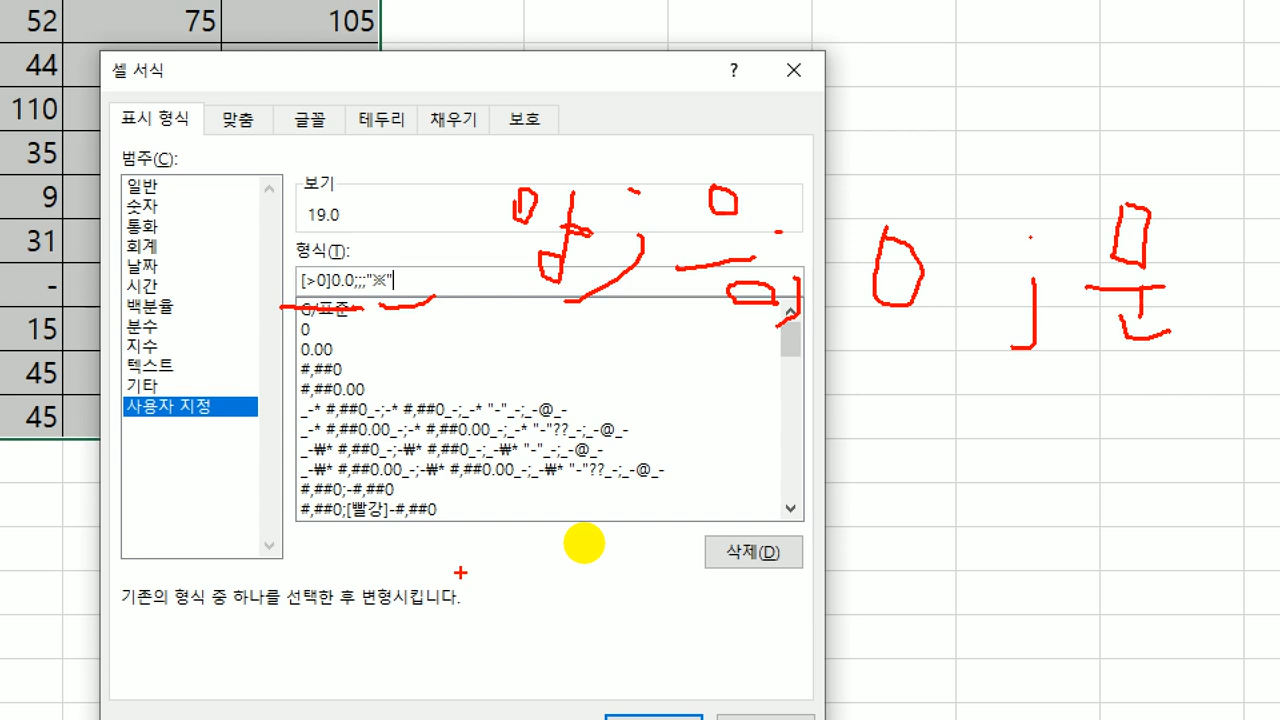 52 75 105
44
110
35
9
31
-
15
45
45
셀 서식 ?
표시 형식 맞춤 글꼴 테두리 채우기 보호
범주(C):
일반
숫자
통화
회계
날짜
시간
백분율
분수
지수
텍스트
기타
사용자 지정
보기
19.0
형식(T):
[>0]0.0;;;"※"
G/표준
0
0.00
#,##0
#,##0.00
_-* #,##0_-;-* #,##0_-;_-* "-"_-;_-@_-
_-* #,##0.00_-;-* #,##0.00_-;_-* "-"??_-;_-@_-
_-₩* #,##0_-;-₩* #,##0_-;_-₩* "-"_-;_-@_-
_-₩* #,##0.00_-;-₩* #,##0.00_-;_-₩* "-"??_-;_-@_-
#,##0;-#,##0
#,##0;[빨강]-#,##0
삭제(D)
기존의 형식 중 하나를 선택한 후 변형시킵니다.
0 ; 문